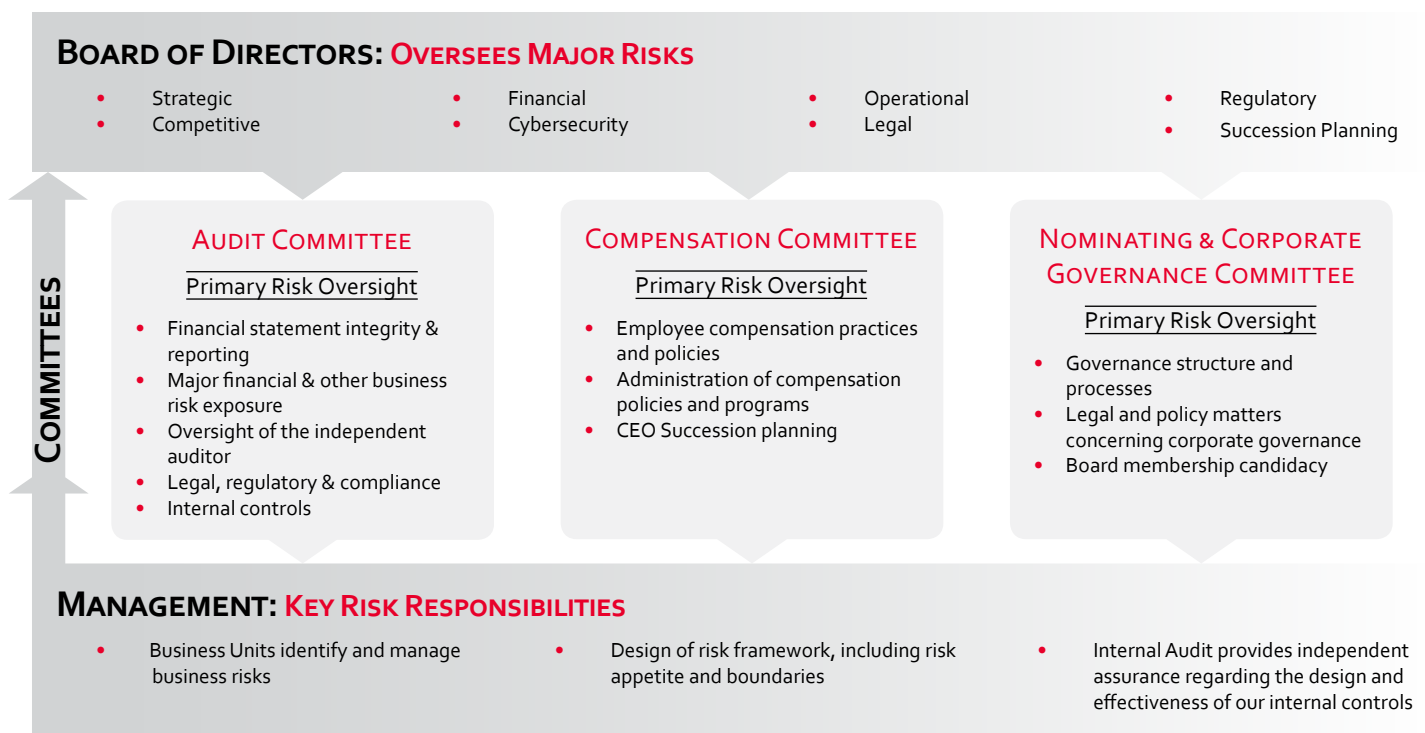 BOARD OF DIRECTORS: OVERSEES MAJOR RISKS
• Strategic
• Competitive
• Financial
• Cybersecurity
• Operational
• Legal
• Regulatory
• Succession Planning
COMMITTEES
AUDIT COMMITTEE
Primary Risk Oversight
• Financial statement integrity &
reporting
• Major financial & other business
risk exposure
• Oversight of the independent
auditor
• Legal, regulatory & compliance
• Internal controls
COMPENSATION COMMITTEE
Primary Risk Oversight
• Employee compensation practices
and policies
• Administration of compensation
policies and programs
• CEO Succession planning
NOMINATING & CORPORATE
GOVERNANCE COMMITTEE
Primary Risk Oversight
• Governance structure and
processes
• Legal and policy matters
concerning corporate governance
• Board membership candidacy
MANAGEMENT: KEY RISK RESPONSIBILITIES
• Business Units identify and manage
business risks
• Design of risk framework, including risk
appetite and boundaries
• Internal Audit provides independent
assurance regarding the design and
effectiveness of our internal controls